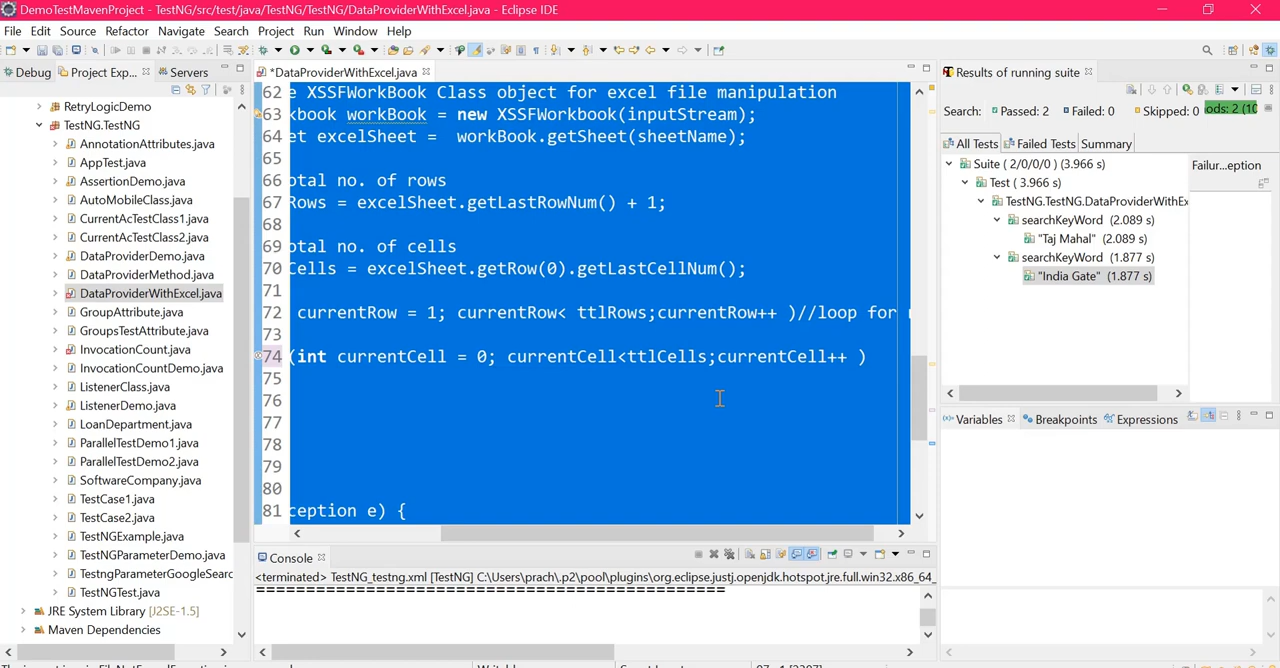 DemoTestMavenProject - TestNG/src/test/java/TestNG/TestNG/DataProviderWithExcel.java - Eclipse IDE
File Edit Source Refactor Navigate Search Project Run Window Help
Debug Project Exp... Servers
RetryLogicDemo
TestNG.TestNG
AnnotationAttributes.java
AppTest.java
AssertionDemo.java
AutoMobileClass.java
CurrentAcTestClass1.java
CurrentAcTestClass2.java
DataProviderDemo.java
DataProviderMethod.java
DataProviderWithExcel.java
GroupAttribute.java
GroupsTestAttribute.java
InvocationCount.java
InvocationCountDemo.java
ListenerClass.java
ListenerDemo.java
LoanDepartment.java
ParallelTestDemo1.java
ParallelTestDemo2.java
SoftwareCompany.java
TestCase1.java
TestCase2.java
TestNGExample.java
TestNGParameterDemo.java
TestngParameterGoogleSearc
TestNGTest.java
JRE System Library [J2SE-1.5]
Maven Dependencies
*DataProviderWithExcel.java
62 e XSSFWorkBook Class object for excel file manipulation
63 kbook workBook = new XSSFWorkbook(inputStream);
64 et excelSheet = workBook.getSheet(sheetName);
65
66 otal no. of rows
67 Rows = excelSheet.getLastRowNum() + 1;
68
69 otal no. of cells
70 Cells = excelSheet.getRow(0).getLastCellNum();
71
72 currentRow = 1; currentRow< ttlRows;currentRow++ )//loop for
73
74 (int currentCell = 0; currentCell<ttlCells;currentCell++ )
75
76
77
78
79
80
81 ception e) {
Console
<terminated> TestNG_testng.xml [TestNG] C:\Users\prach\.p2\pool\plugins\org.eclipse.justj.openjdk.hotspot.jre.full.win32.x86_64_
===============================================
Results of running suite
Search: Passed: 2 Failed: 0 Skipped: 0 ods: 2 (10
All Tests Failed Tests Summary
Suite ( 2/0/0/0 ) (3.966 s)
Test ( 3.966 s)
TestNG.TestNG.DataProviderWithEx
searchKeyWord (2.089 s)
"Taj Mahal" (2.089 s)
searchKeyWord (1.877 s)
"India Gate" (1.877 s)
Failur...eption
Variables Breakpoints Expressions